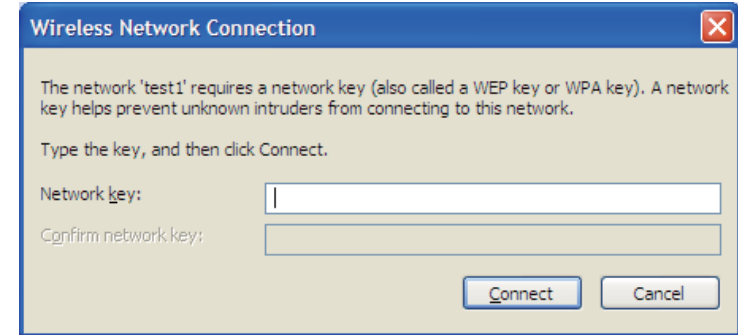 Wireless Network Connection
The network 'test1' requires a network key (also called a WEP key or WPA key). A network
key helps prevent unknown intruders from connecting to this network.
Type the key, and then click Connect.
Network key:
Confirm network key:
Connect Cancel